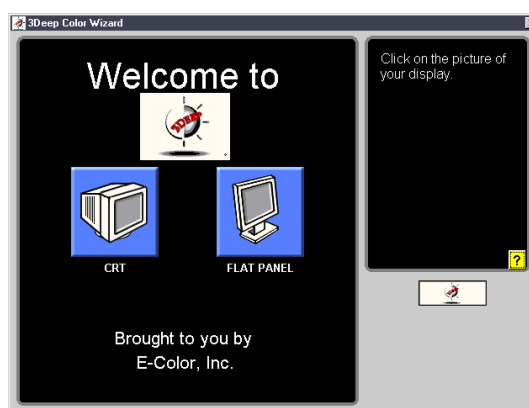 3Deep Color Wizard
Welcome to
3DEEP
CRT
FLAT PANEL
Brought to you by
E-Color, Inc.
Click on the picture of
your display.
?